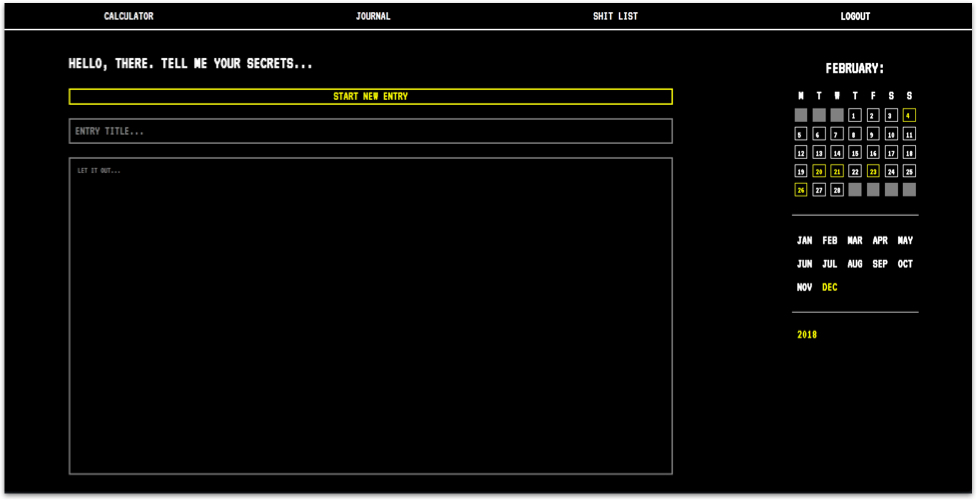 CALCULATOR JOURNAL SHIT LIST LOGOUT
HELLO, THERE. TELL ME YOUR SECRETS...
START NEW ENTRY
ENTRY TITLE...
LET IT OUT...
FEBRUARY:
M T W T F S S
1 2 3 4
5 6 7 8 9 10 11
12 13 14 15 16 17 18
19 20 21 22 23 24 25
26 27 28
JAN FEB MAR APR MAY
JUN JUL AUG SEP OCT
NOV DEC
2018